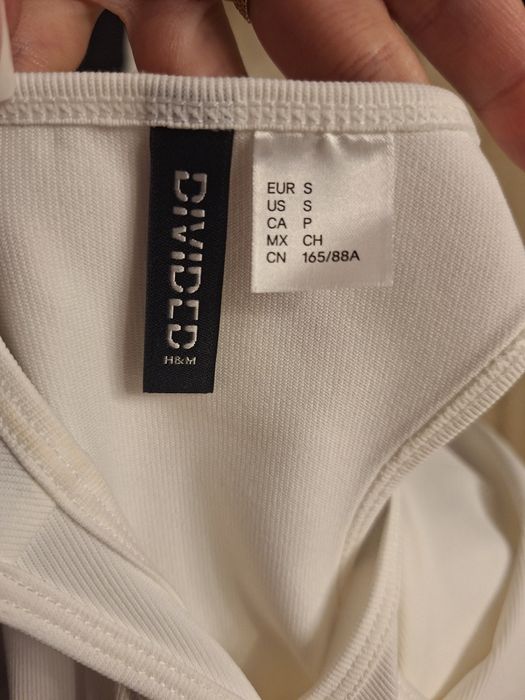 DIVIDED
H&M
EUR S
US S
CA P
MX CH
CN 165/88A